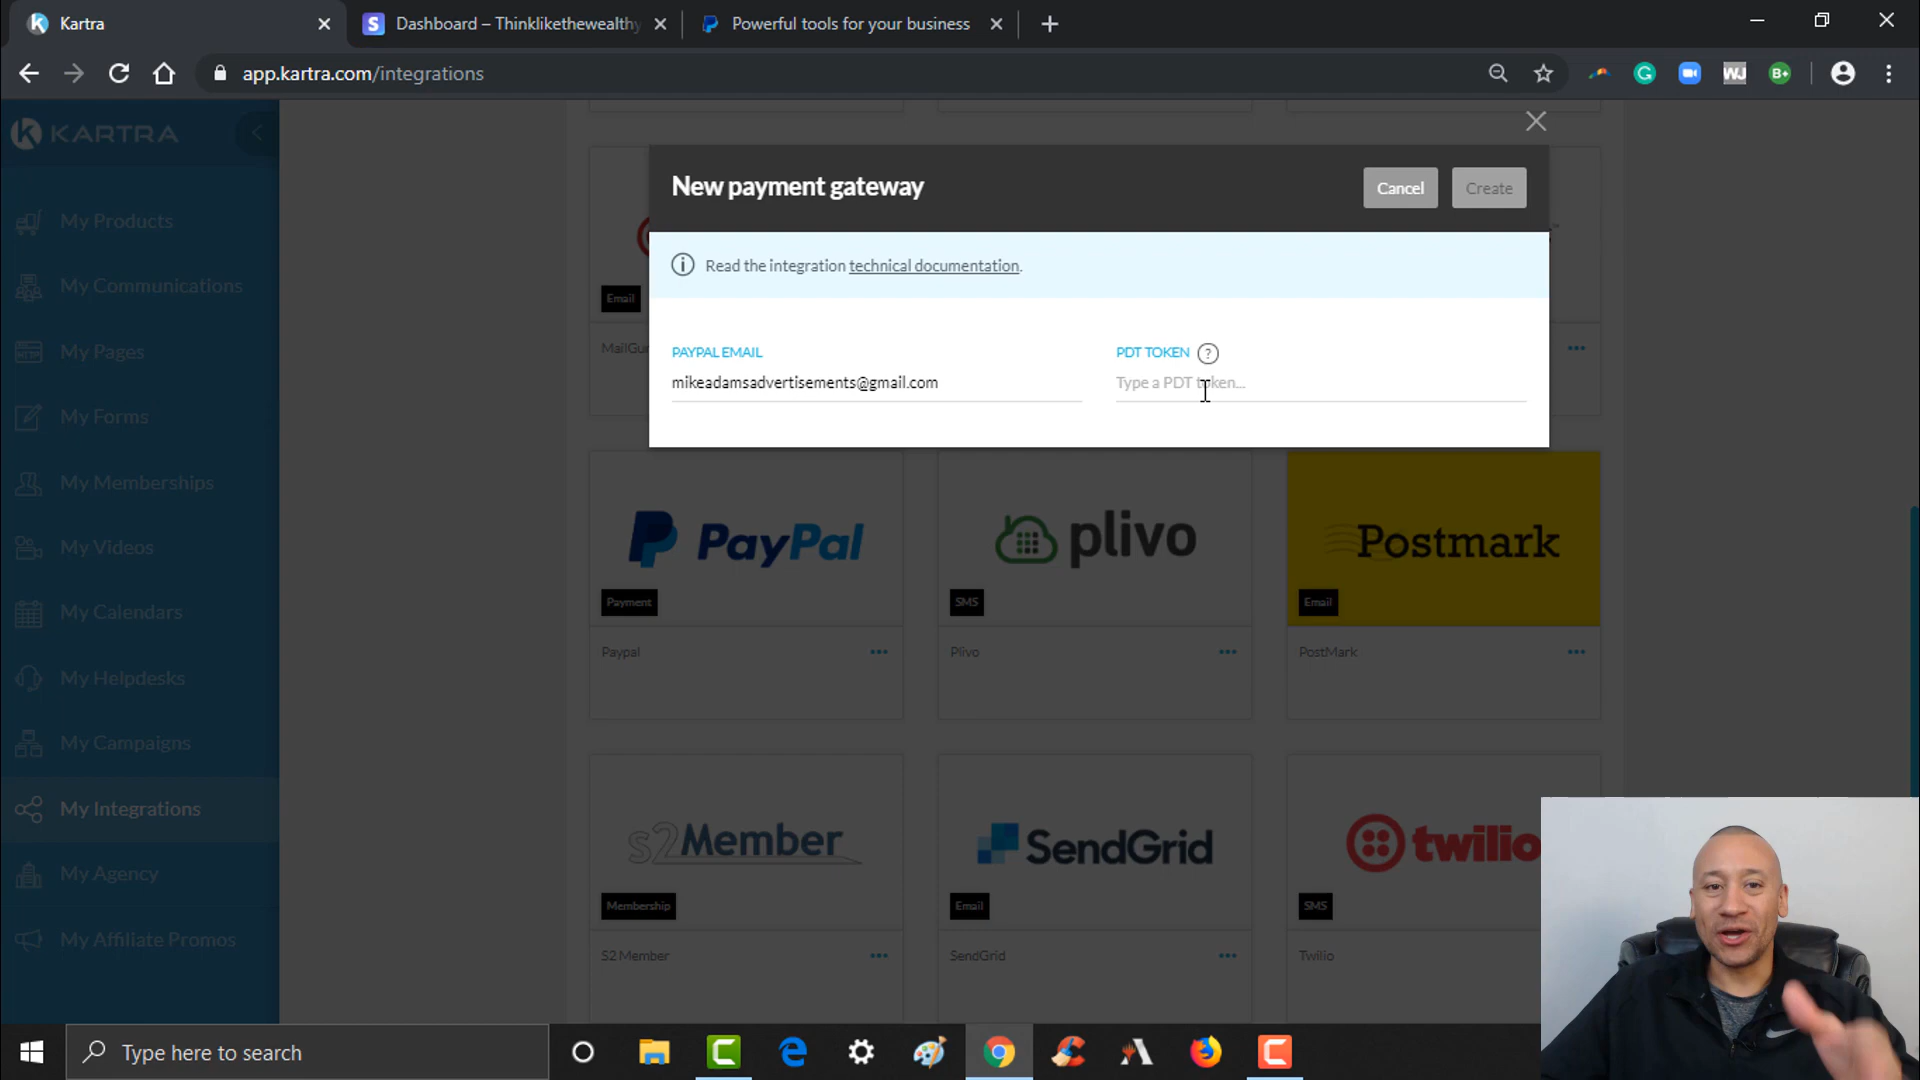 Kartra
Dashboard – Thinklikethewealthy
Powerful tools for your business
app.kartra.com/integrations
KARTRA
My Products
My Communications
My Pages
My Forms
My Memberships
My Videos
My Calendars
My Helpdesks
My Campaigns
My Integrations
My Agency
My Affiliate Promos
New payment gateway
Cancel
Create
Read the integration technical documentation.
PAYPAL EMAIL
mikeadamsadvertisements@gmail.com
PDT TOKEN ?
Type a PDT token...
Email
PayPal
Payment
Paypal
plivo
SMS
Plivo
Postmark
Email
PostMark
s2Member
Membership
S2 Member
SendGrid
Email
SendGrid
twilio
SMS
Twilio
Type here to search